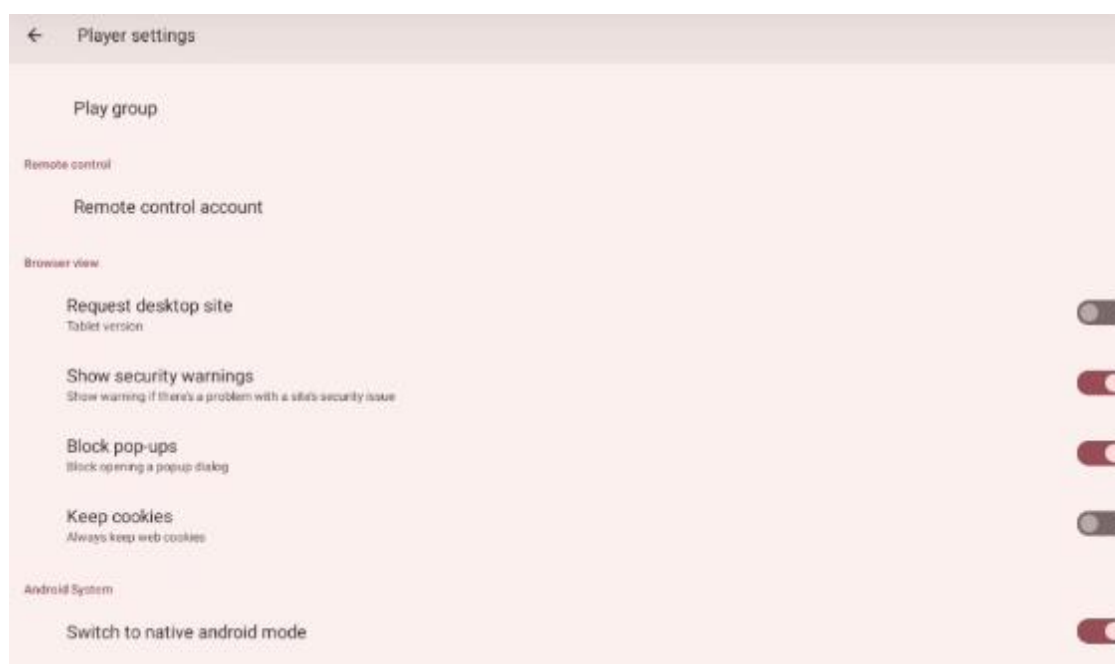 Player settings
Play group
Remote control
Remote control account
Browser view
Request desktop site
Tablet version
Show security warnings
Show warning if there's a problem with a site's security issue
Block pop-ups
Block opening a popup dialog
Keep cookies
Always keep web cookies
Android System
Switch to native android mode